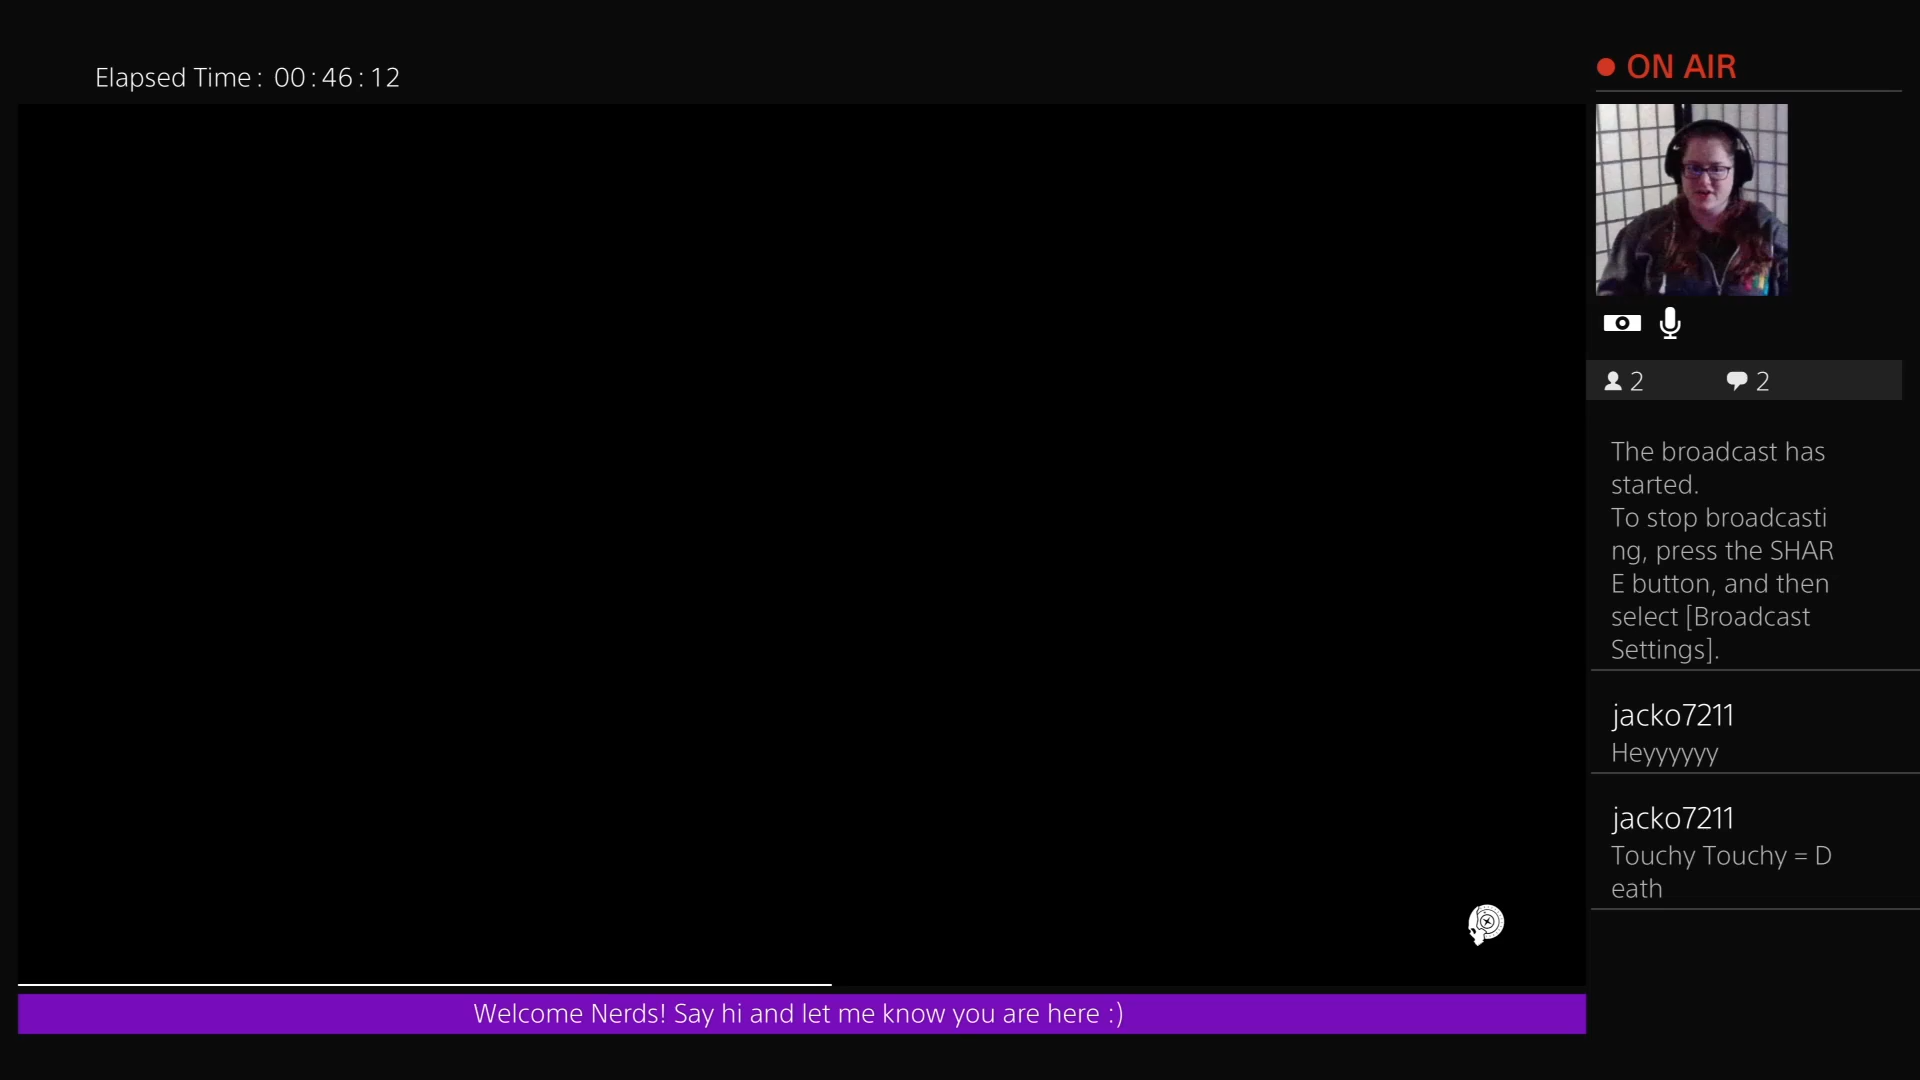 Elapsed Time: 00:46:12
ON AIR
2 2
The broadcast has
started.
To stop broadcasti
ng, press the SHAR
E button, and then
select [Broadcast
Settings].
jacko7211
Heyyyyyy
jacko7211
Touchy Touchy = D
eath
Welcome Nerds! Say hi and let me know you are here :)